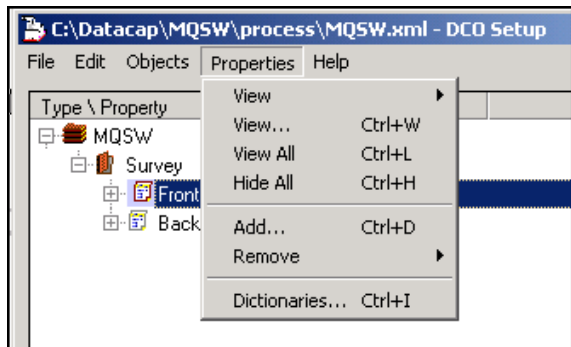 C:\Datacap\MQSW\process\MQSW.xml - DCO Setup
File Edit Objects Properties Help
Type \ Property
MQSW
Survey
Front
Back
View
View... Ctrl+W
View All Ctrl+L
Hide All Ctrl+H
Add... Ctrl+D
Remove
Dictionaries... Ctrl+I